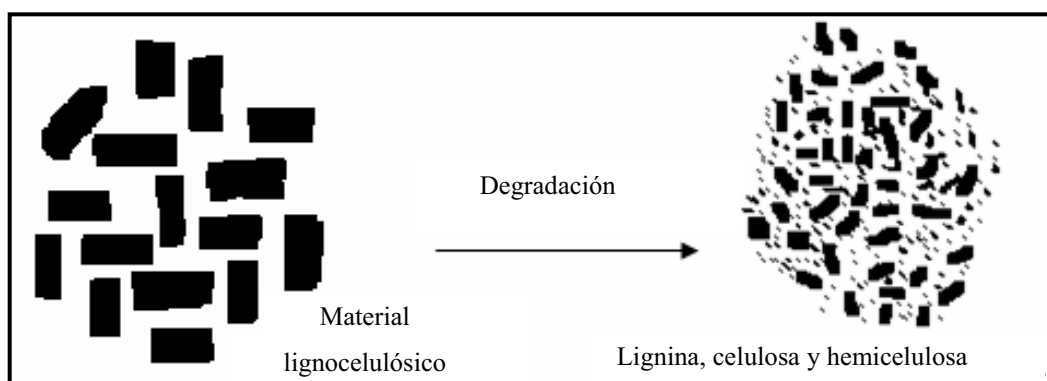 Degradación
Material
lignocelulósico
Lignina, celulosa y hemicelulosa